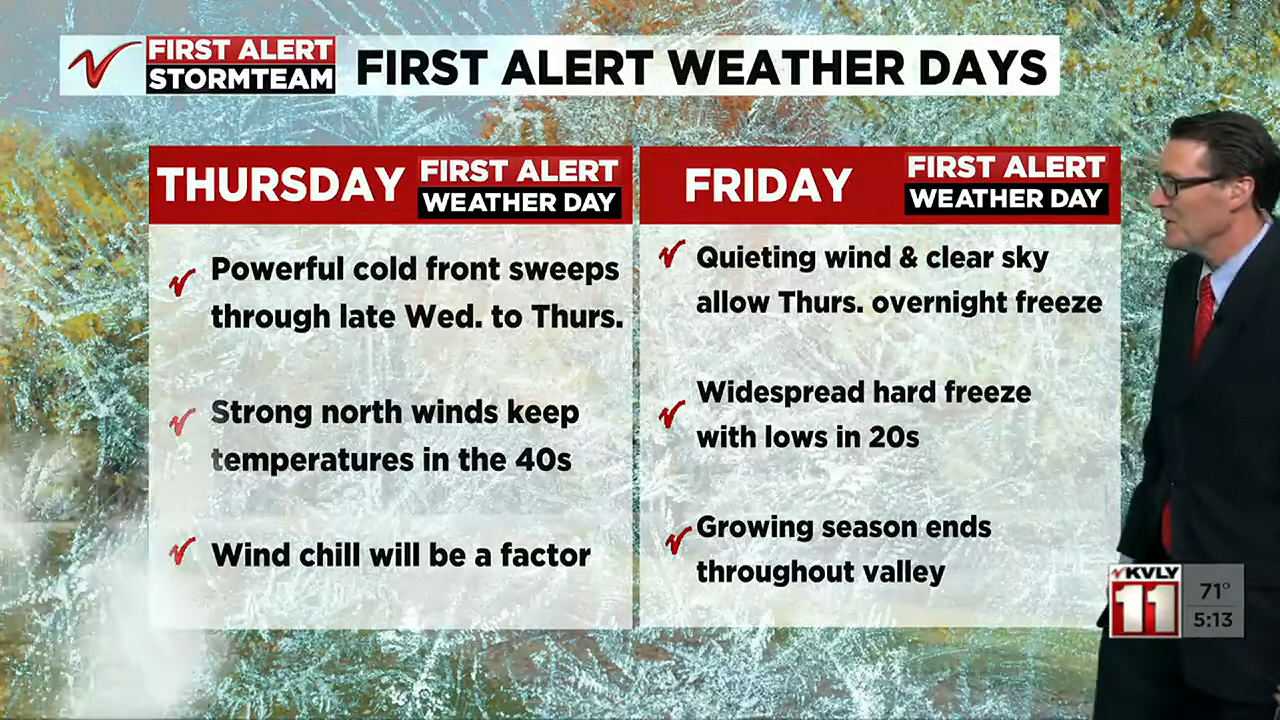 FIRST ALERT
STORMTEAM
FIRST ALERT WEATHER DAYS
THURSDAY
FIRST ALERT
WEATHER DAY
Powerful cold front sweeps
through late Wed. to Thurs.
Strong north winds keep
temperatures in the 40s
Wind chill will be a factor
FRIDAY
FIRST ALERT
WEATHER DAY
Quieting wind & clear sky
allow Thurs. overnight freeze
Widespread hard freeze
with lows in 20s
Growing season ends
throughout valley
KVLY
11
71°
5:13